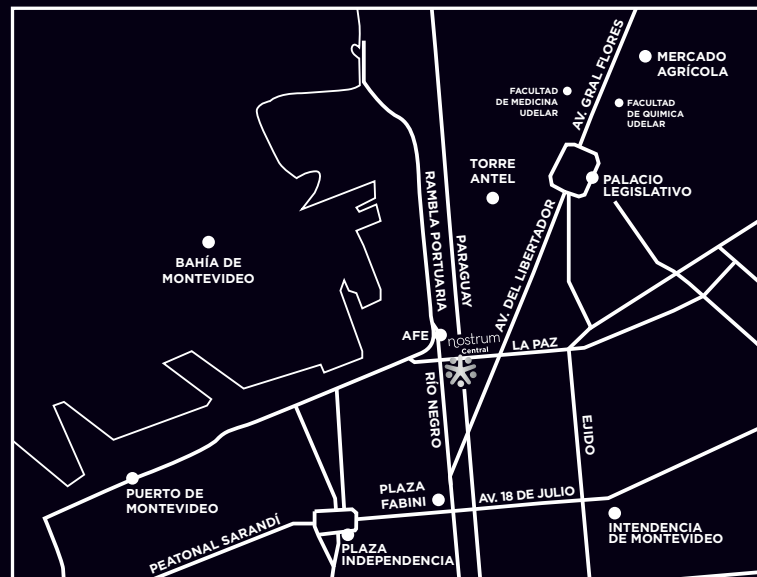 MERCADO
AGRÍCOLA
AV. GRAL FLORES
FACULTAD
DE MEDICINA
UDELAR
FACULTAD
DE QUIMICA
UDELAR
TORRE
ANTEL
PALACIO
LEGISLATIVO
RAMBLA PORTUARIA
PARAGUAY
AV. DEL LIBERTADOR
BAHÍA DE
MONTEVIDEO
AFE
nostrum
Central
LA PAZ
RÍO NEGRO
EJIDO
PUERTO DE
MONTEVIDEO
PLAZA
FABINI
AV. 18 DE JULIO
INTENDENCIA
DE MONTEVIDEO
PEATONAL SARANDÍ
PLAZA
INDEPENDENCIA